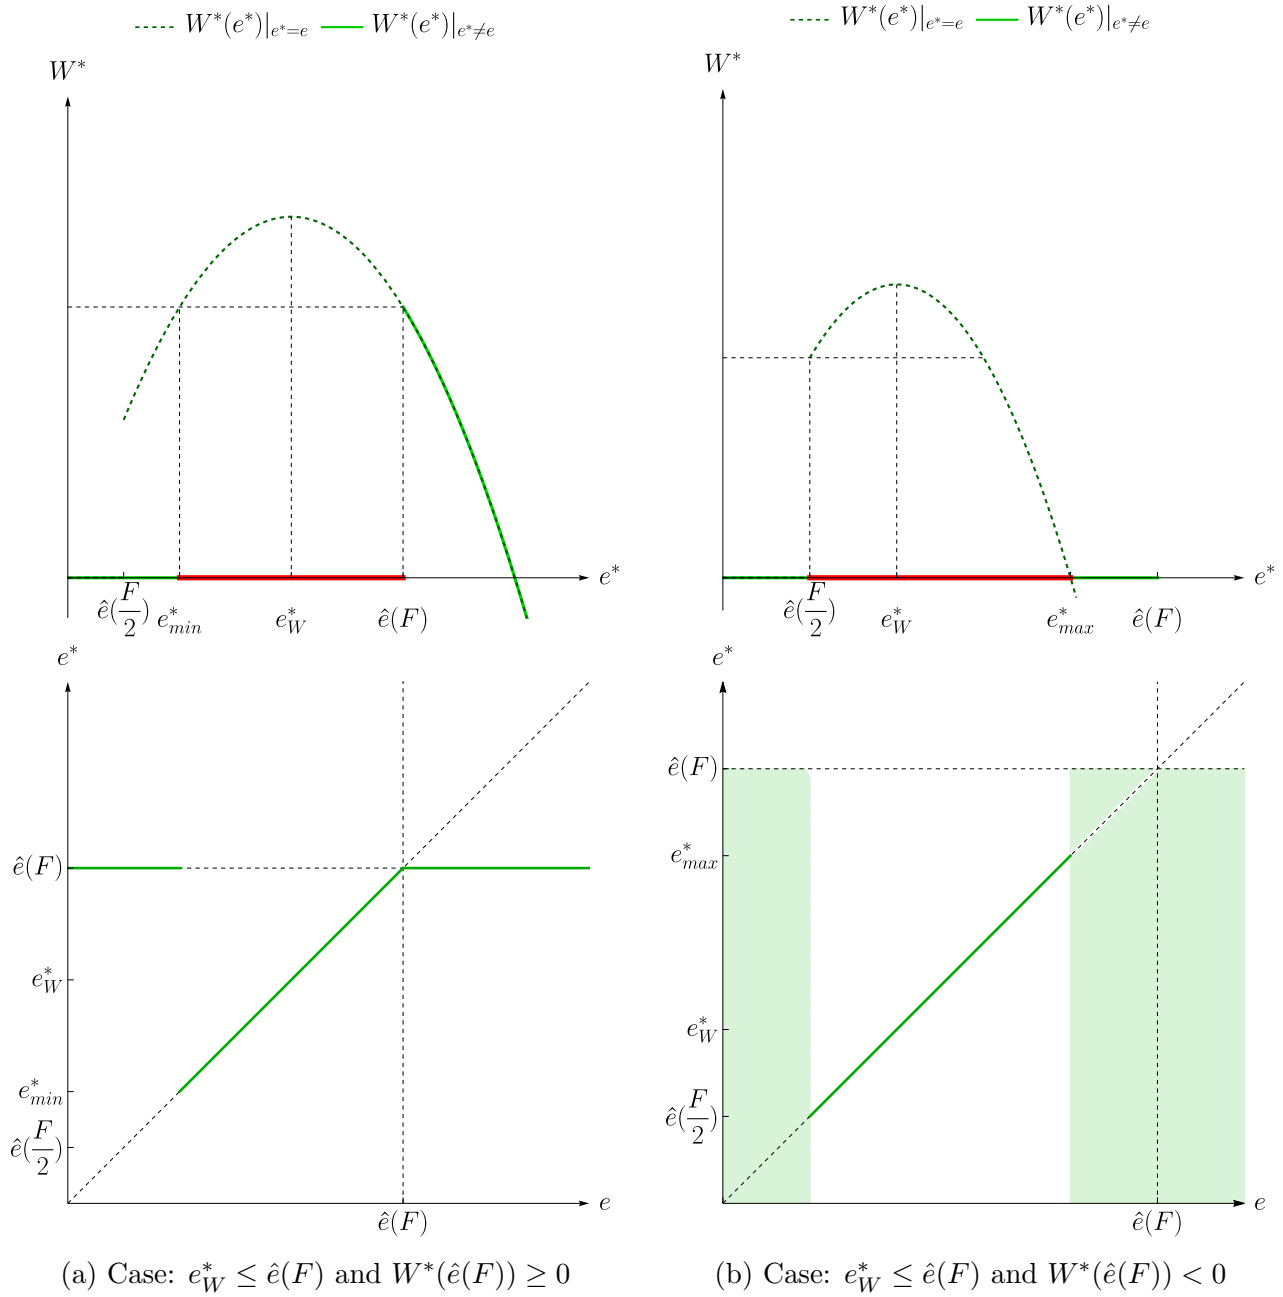 W*(e*)|e*=e W*(e*)|e*≠e
W*
e*
ê(F/2) e*min e*W ê(F)
e*
ê(F)
e*W
e*min
ê(F/2)
e
ê(F)
(a) Case: e*W ≤ ê(F) and W*(ê(F)) ≥ 0
W*(e*)|e*=e W*(e*)|e*≠e
W*
e*
ê(F/2) e*W e*max ê(F)
e*
ê(F)
e*max
e*W
ê(F/2)
e
ê(F)
(b) Case: e*W ≤ ê(F) and W*(ê(F)) < 0